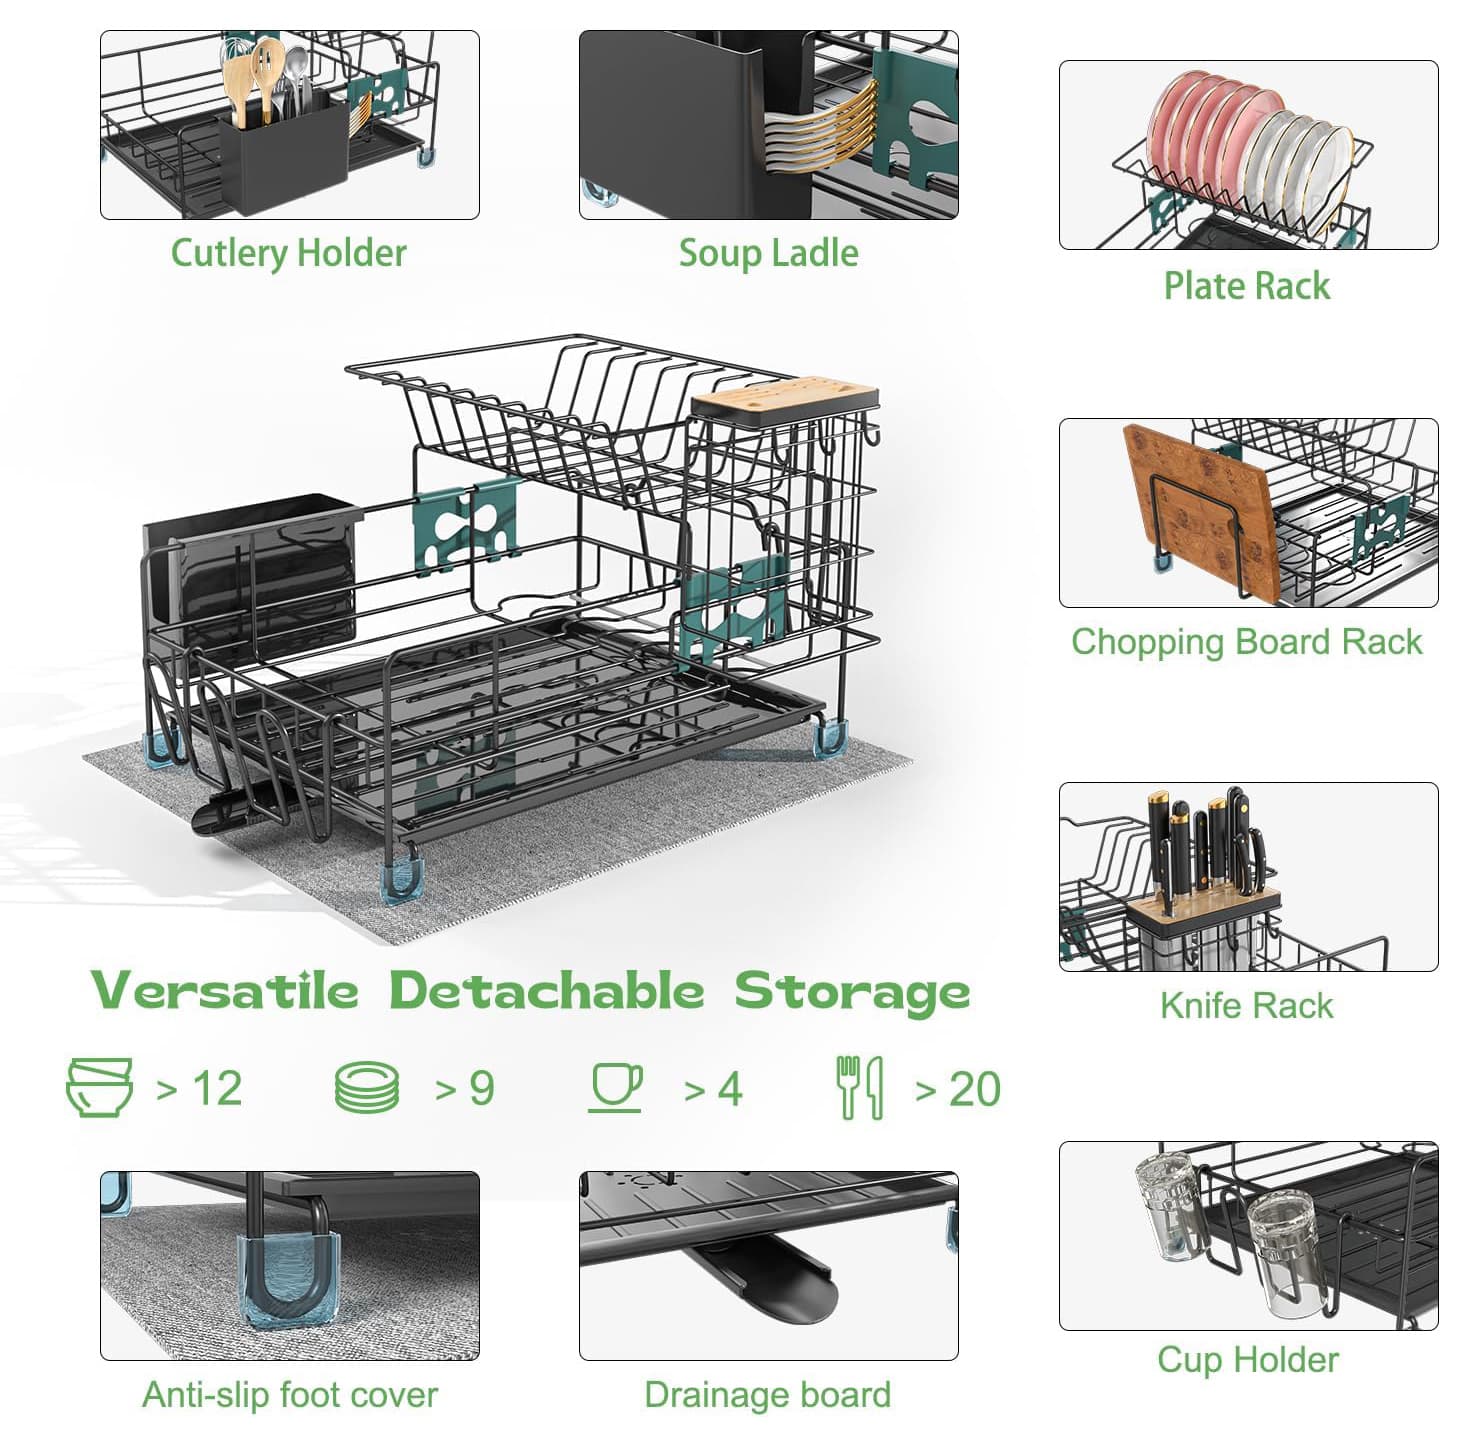 Cutlery Holder
Soup Ladle
Plate Rack
Chopping Board Rack
Versatile Detachable Storage
> 12
> 9
> 4
> 20
Knife Rack
Anti-slip foot cover
Drainage board
Cup Holder